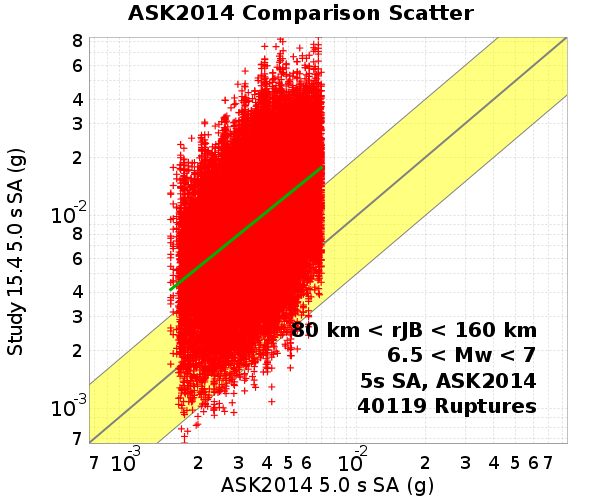 ASK2014 Comparison Scatter
Study 15.4 5.0 s SA (g)
8
6
4
3
2
10^-2
8
6
4
3
2
10^-3
7
80 km < rJB < 160 km
6.5 < Mw < 7
5s SA, ASK2014
40119 Ruptures
7 10^-3 2 3 4 5 6 10^-2 2 3 4 5 6 7
ASK2014 5.0 s SA (g)